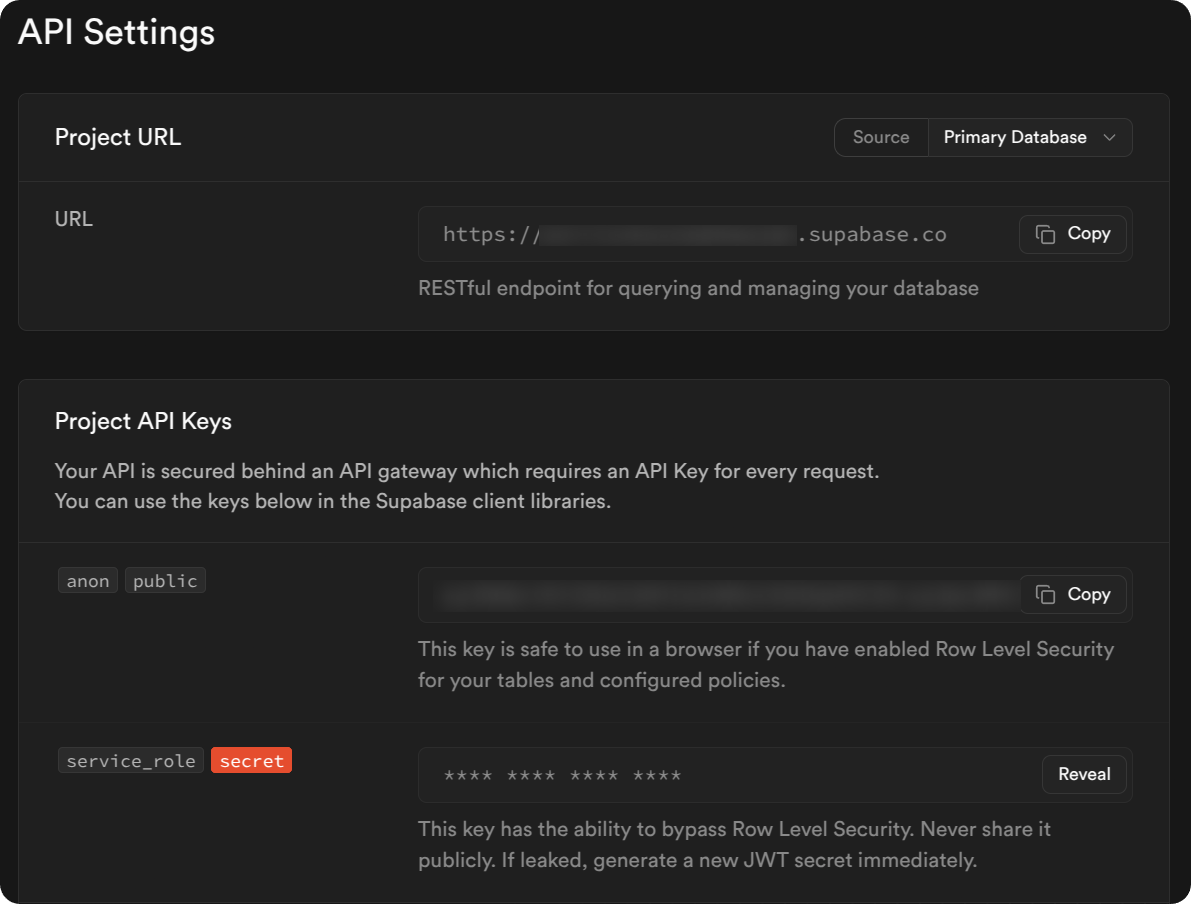 API Settings
Project URL
Source Primary Database
URL
https:// .supabase.co
Copy
RESTful endpoint for querying and managing your database
Project API Keys
Your API is secured behind an API gateway which requires an API Key for every request.
You can use the keys below in the Supabase client libraries.
anon public
Copy
This key is safe to use in a browser if you have enabled Row Level Security
for your tables and configured policies.
service_role secret
**** **** **** ****
Reveal
This key has the ability to bypass Row Level Security. Never share it
publicly. If leaked, generate a new JWT secret immediately.